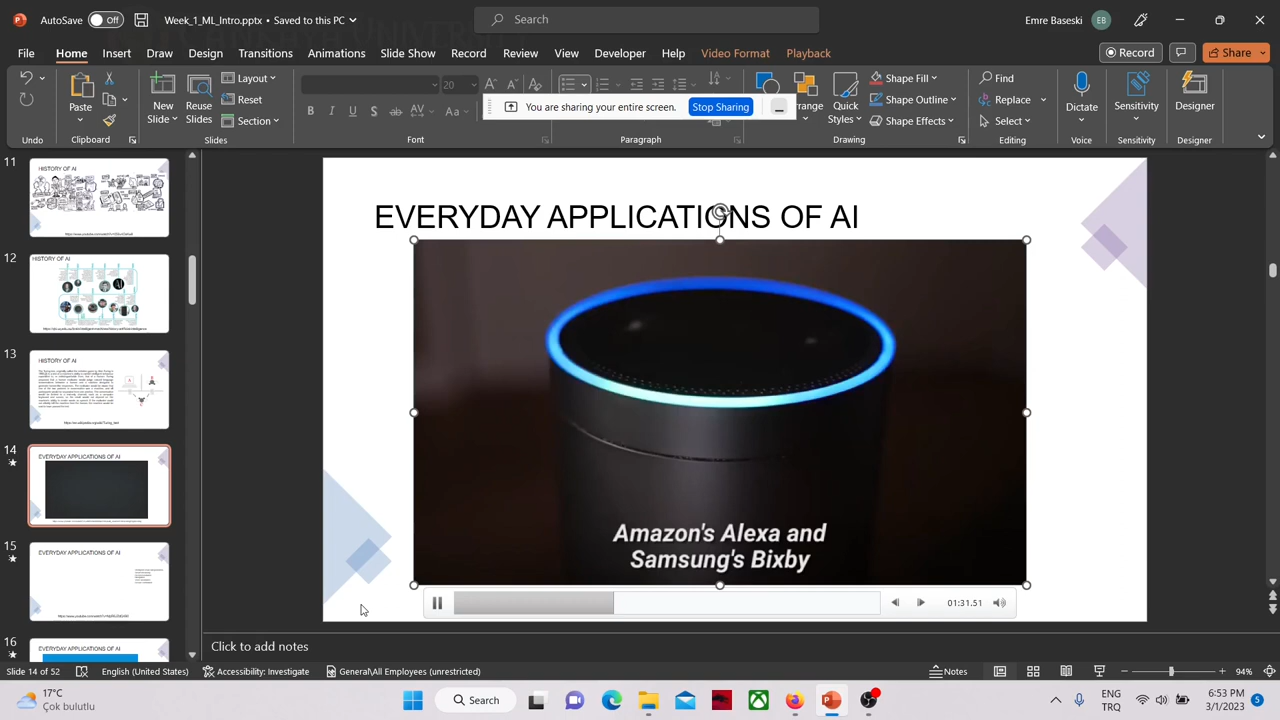 AutoSave Off Week_1_ML_Intro.pptx • Saved to this PC Search Emre Baseski EB
File Home Insert Draw Design Transitions Animations Slide Show Record Review View Developer Help Video Format Playback Record Share
Paste New Slide Reuse Slides Layout Reset Section 20 Aa Arrange Quick Styles Shape Fill Shape Outline Shape Effects Find Replace Select Dictate Sensitivity Designer
You are sharing your entire screen. Stop Sharing
Undo Clipboard Slides Font Paragraph Drawing Editing Voice Sensitivity Designer
11
HISTORY OF AI
12
HISTORY OF AI
13
HISTORY OF AI
14
EVERYDAY APPLICATIONS OF AI
15
EVERYDAY APPLICATIONS OF AI
16
EVERYDAY APPLICATIONS OF AI
EVERYDAY APPLICATIONS OF AI
Amazon's Alexa and
Samsung's Bixby
01:31.51
Click to add notes
Slide 14 of 52 English (United States) Accessibility: Investigate General\All Employees (unrestricted) Notes 94%
17°C
Çok bulutlu
Search
ENG
TRQ
6:53 PM
3/1/2023
5